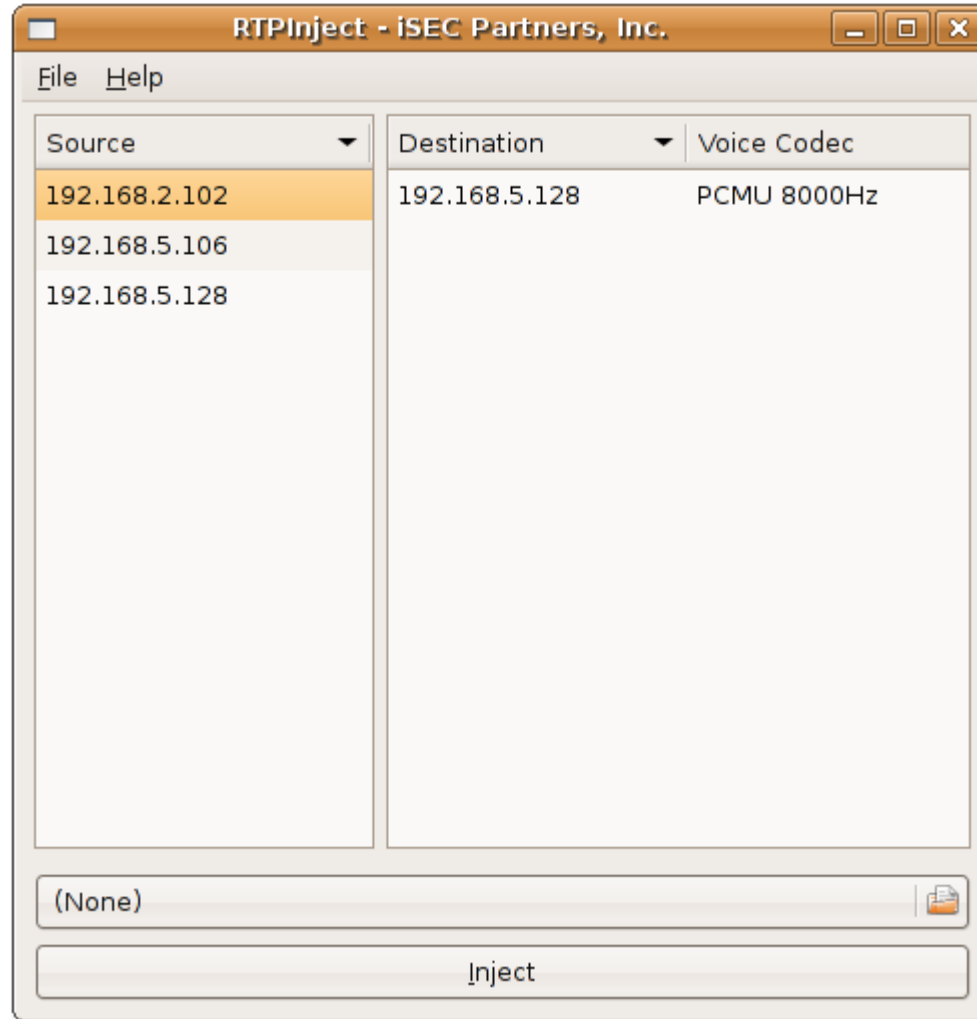 RTPInject - iSEC Partners, Inc.
File Help
Source Destination Voice Codec
192.168.2.102 192.168.5.128 PCMU 8000Hz
192.168.5.106
192.168.5.128
(None)
Inject